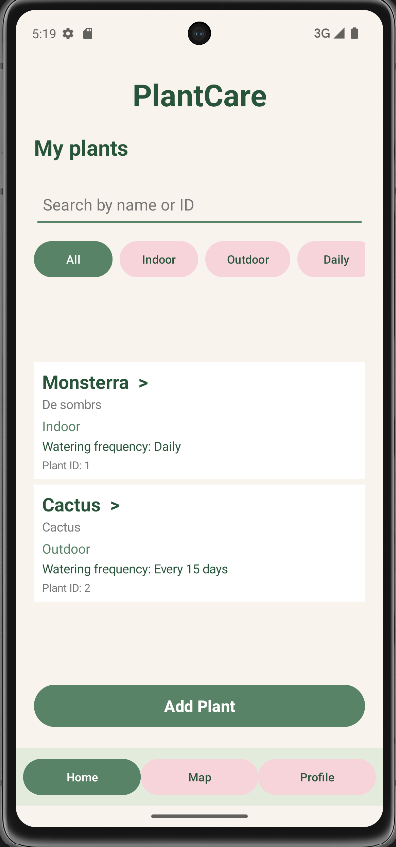 5:19 3G
PlantCare
My plants
Search by name or ID
All Indoor Outdoor Daily
Monsterra >
De sombrs
Indoor
Watering frequency: Daily
Plant ID: 1
Cactus >
Cactus
Outdoor
Watering frequency: Every 15 days
Plant ID: 2
Add Plant
Home Map Profile